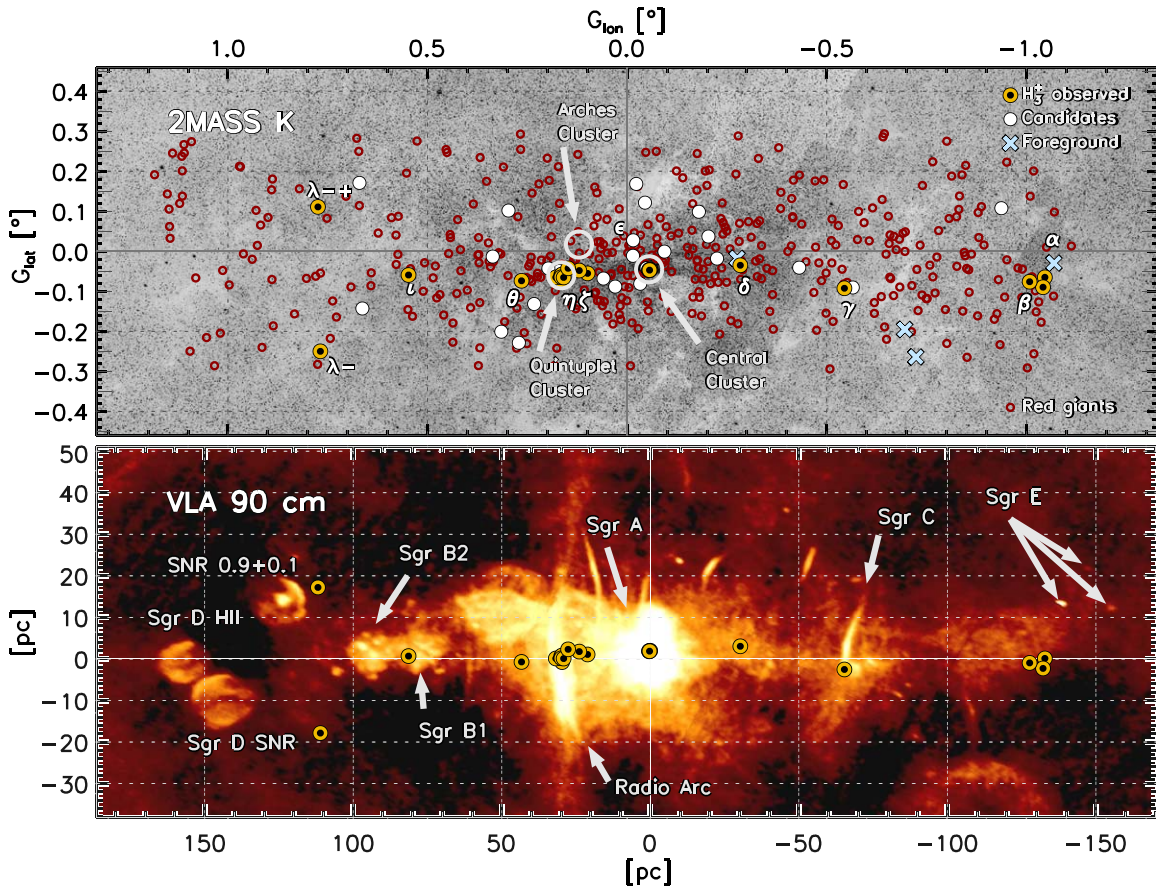 G_lon [°]
1.0 0.5 0.0 −0.5 −1.0
G_lat [°]
0.4
0.3
0.2
0.1
0.0
−0.1
−0.2
−0.3
−0.4
2MASS K
Arches
Cluster
H₃⁺ observed
Candidates
Foreground
λ−+
ε
α
ι
θ
η
ζ
δ
γ
β
λ−
Quintuplet
Cluster
Central
Cluster
Red giants
[pc]
50
40
30
20
10
0
−10
−20
−30
VLA 90 cm
Sgr A
Sgr C
Sgr E
Sgr B2
SNR 0.9+0.1
Sgr D HII
Sgr B1
Sgr D SNR
Radio Arc
150 100 50 0 −50 −100 −150
[pc]